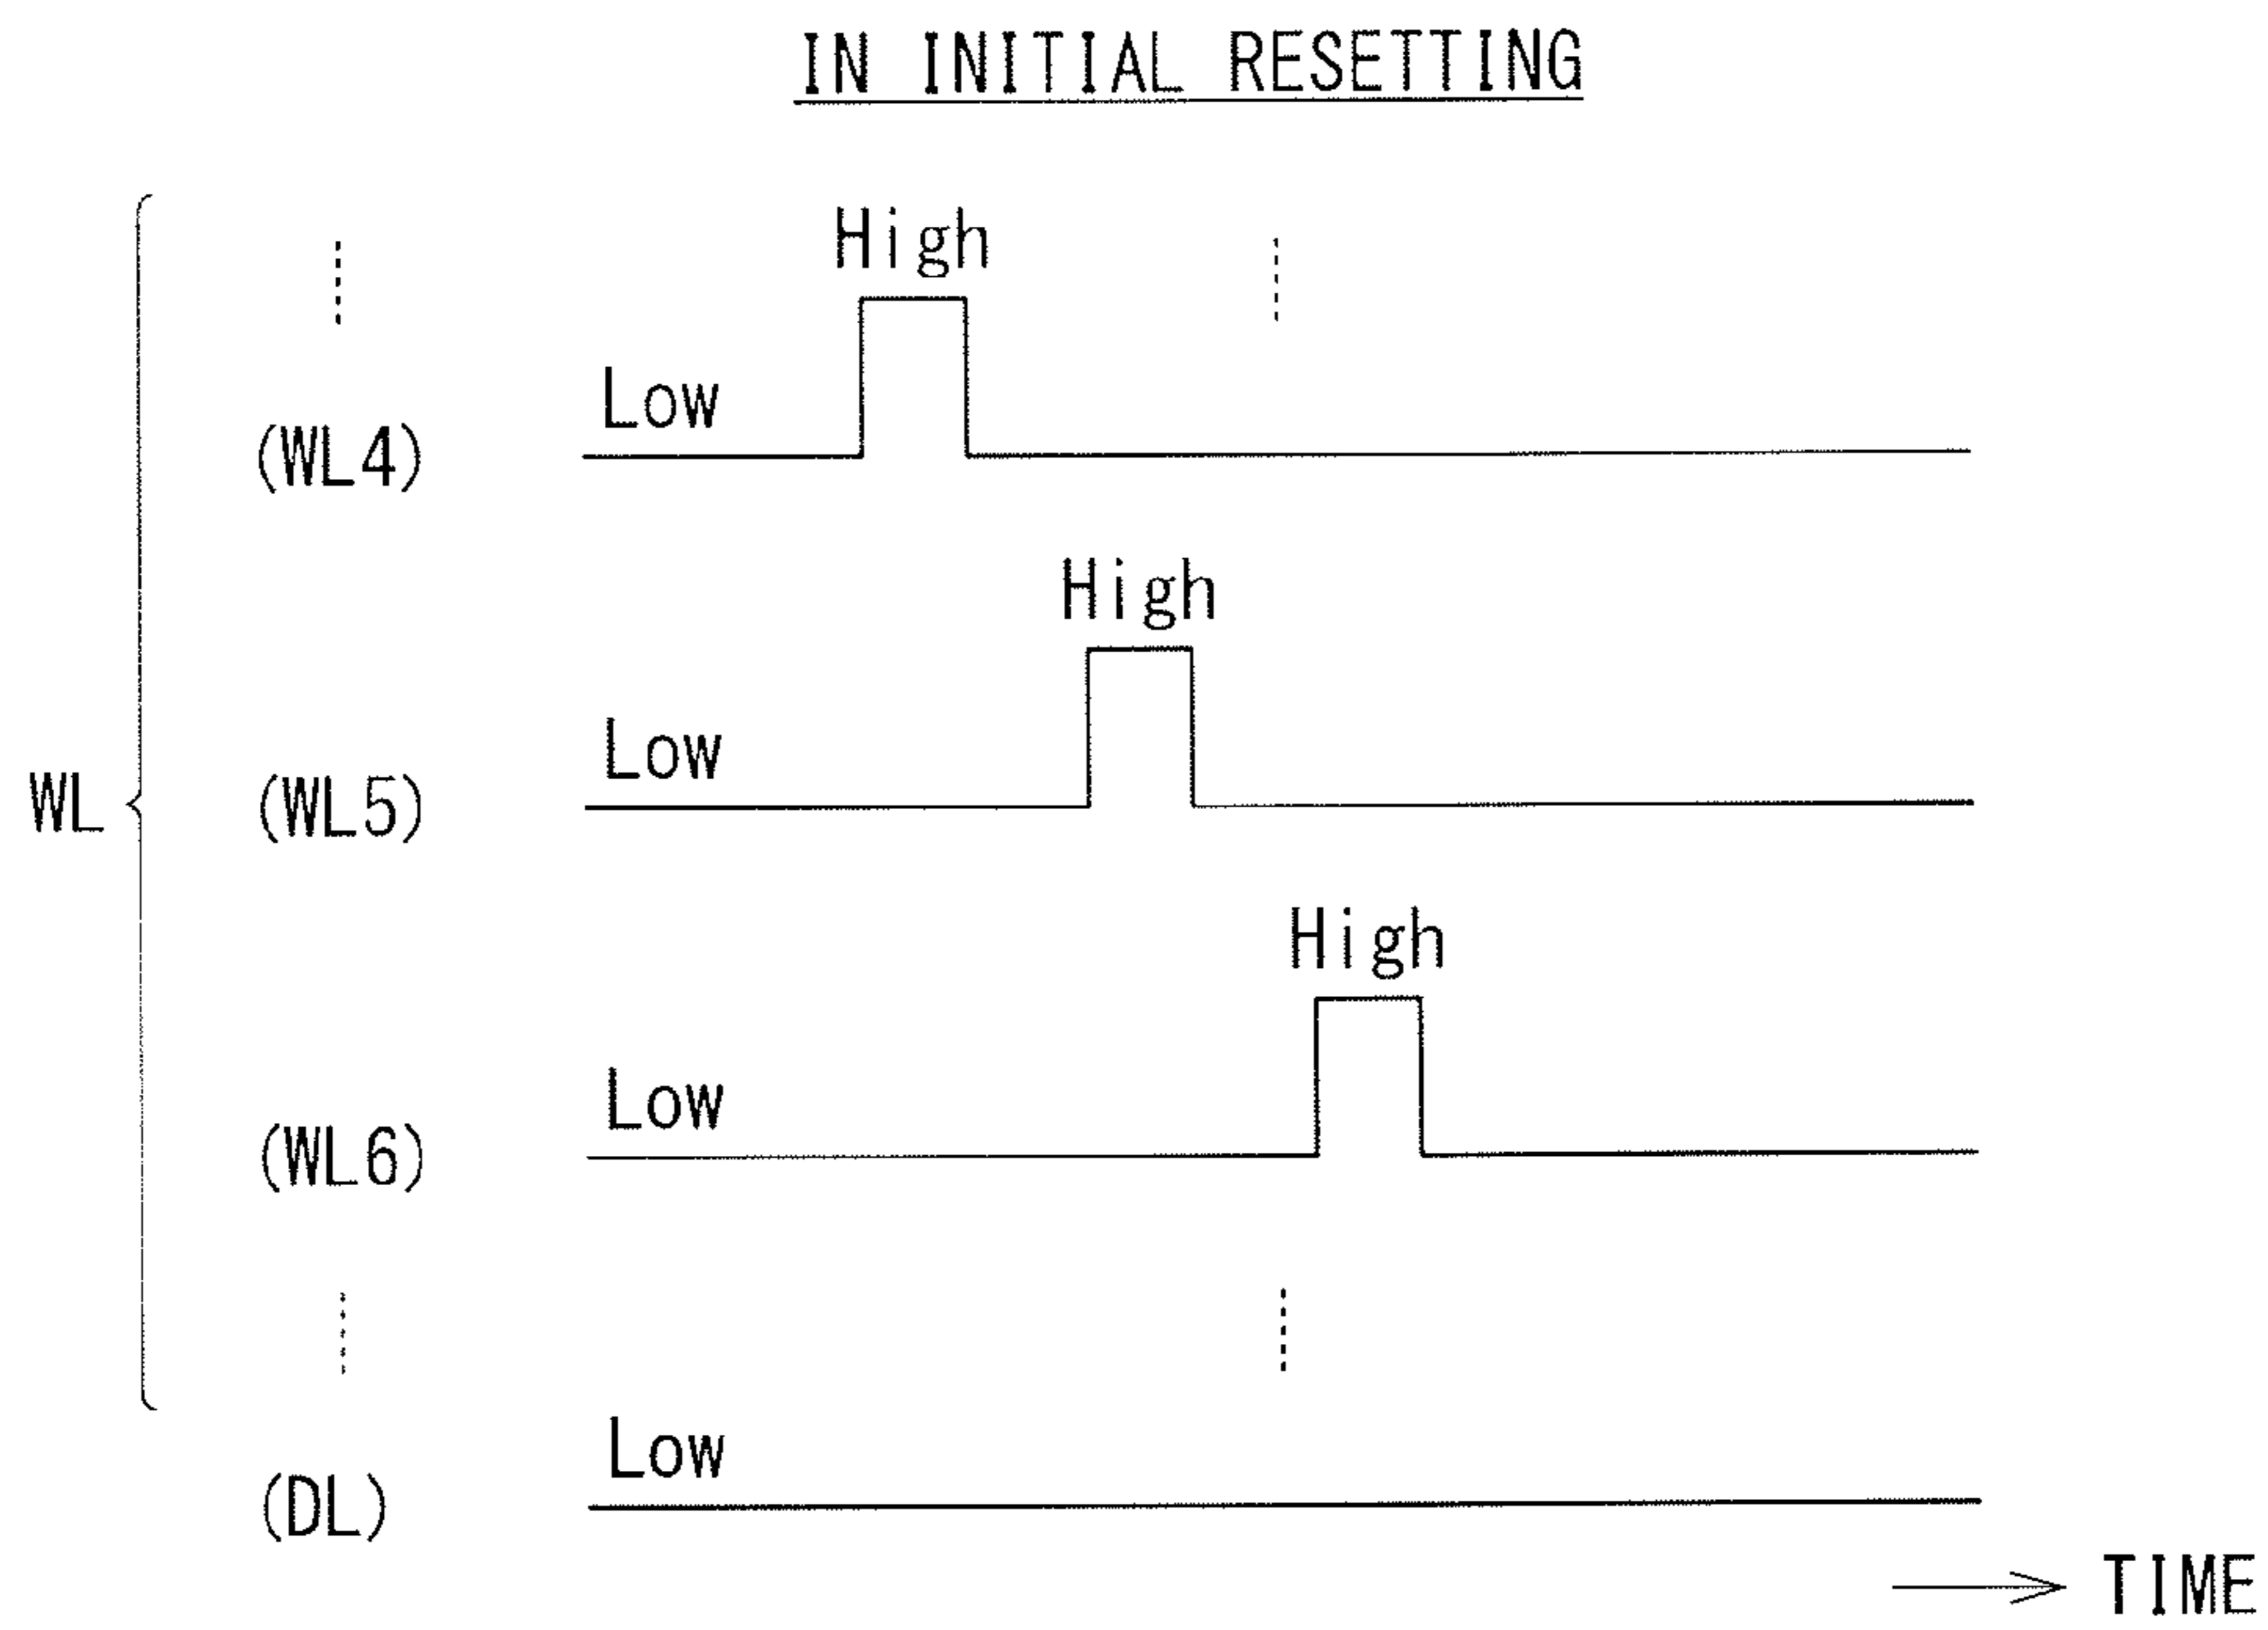 IN INITIAL RESETTING
High
Low
(WL4)
High
Low
WL
(WL5)
High
Low
(WL6)
Low
(DL)
TIME